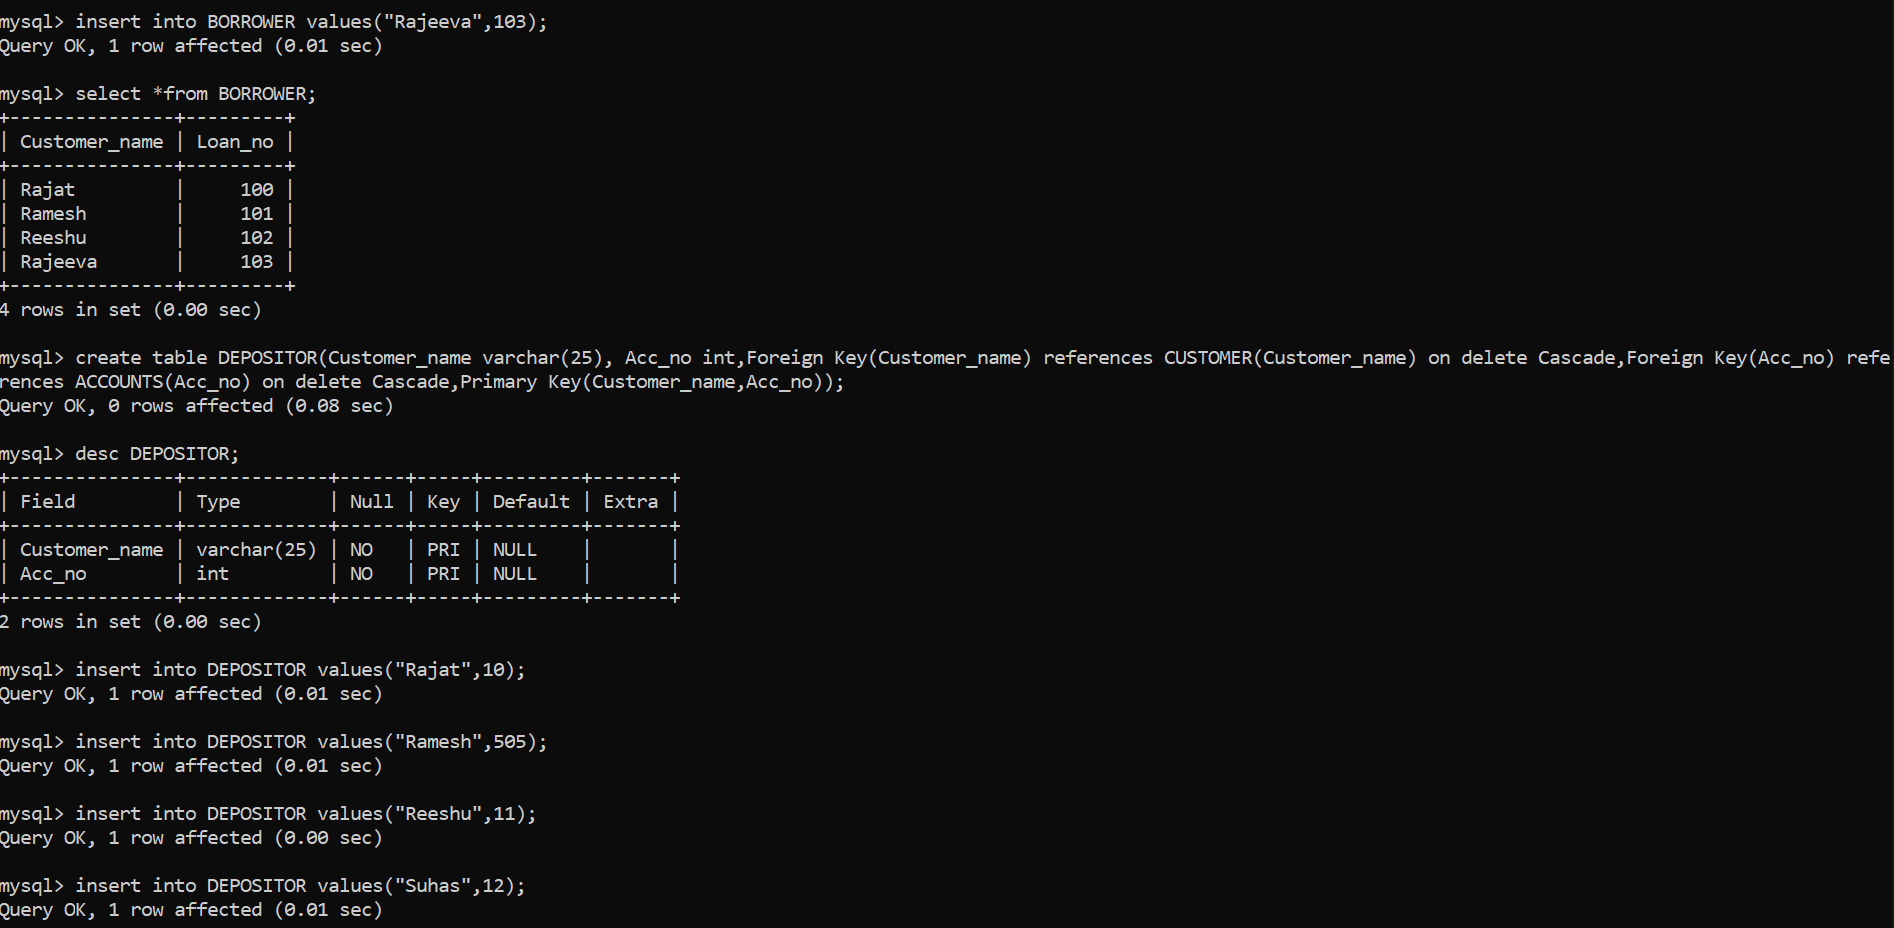 mysql> insert into BORROWER values("Rajeeva",103);
Query OK, 1 row affected (0.01 sec)

mysql> select *from BORROWER;
+---------------+---------+
| Customer_name | Loan_no |
+---------------+---------+
| Rajat         |     100 |
| Ramesh        |     101 |
| Reeshu        |     102 |
| Rajeeva       |     103 |
+---------------+---------+
4 rows in set (0.00 sec)

mysql> create table DEPOSITOR(Customer_name varchar(25), Acc_no int,Foreign Key(Customer_name) references CUSTOMER(Customer_name) on delete Cascade,Foreign Key(Acc_no) refe
rences ACCOUNTS(Acc_no) on delete Cascade,Primary Key(Customer_name,Acc_no));
Query OK, 0 rows affected (0.08 sec)

mysql> desc DEPOSITOR;
+---------------+-------------+------+-----+---------+-------+
| Field         | Type        | Null | Key | Default | Extra |
+---------------+-------------+------+-----+---------+-------+
| Customer_name | varchar(25) | NO   | PRI | NULL    |       |
| Acc_no        | int         | NO   | PRI | NULL    |       |
+---------------+-------------+------+-----+---------+-------+
2 rows in set (0.00 sec)

mysql> insert into DEPOSITOR values("Rajat",10);
Query OK, 1 row affected (0.01 sec)

mysql> insert into DEPOSITOR values("Ramesh",505);
Query OK, 1 row affected (0.01 sec)

mysql> insert into DEPOSITOR values("Reeshu",11);
Query OK, 1 row affected (0.00 sec)

mysql> insert into DEPOSITOR values("Suhas",12);
Query OK, 1 row affected (0.01 sec)